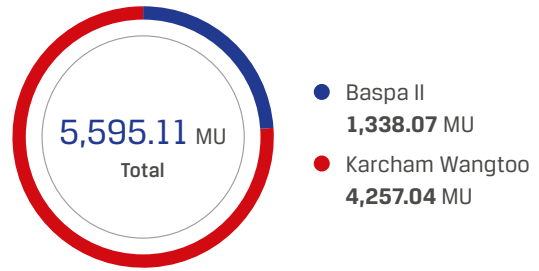 5,595.11 MU
Total
Baspa II
1,338.07 MU
Karcham Wangtoo
4,257.04 MU